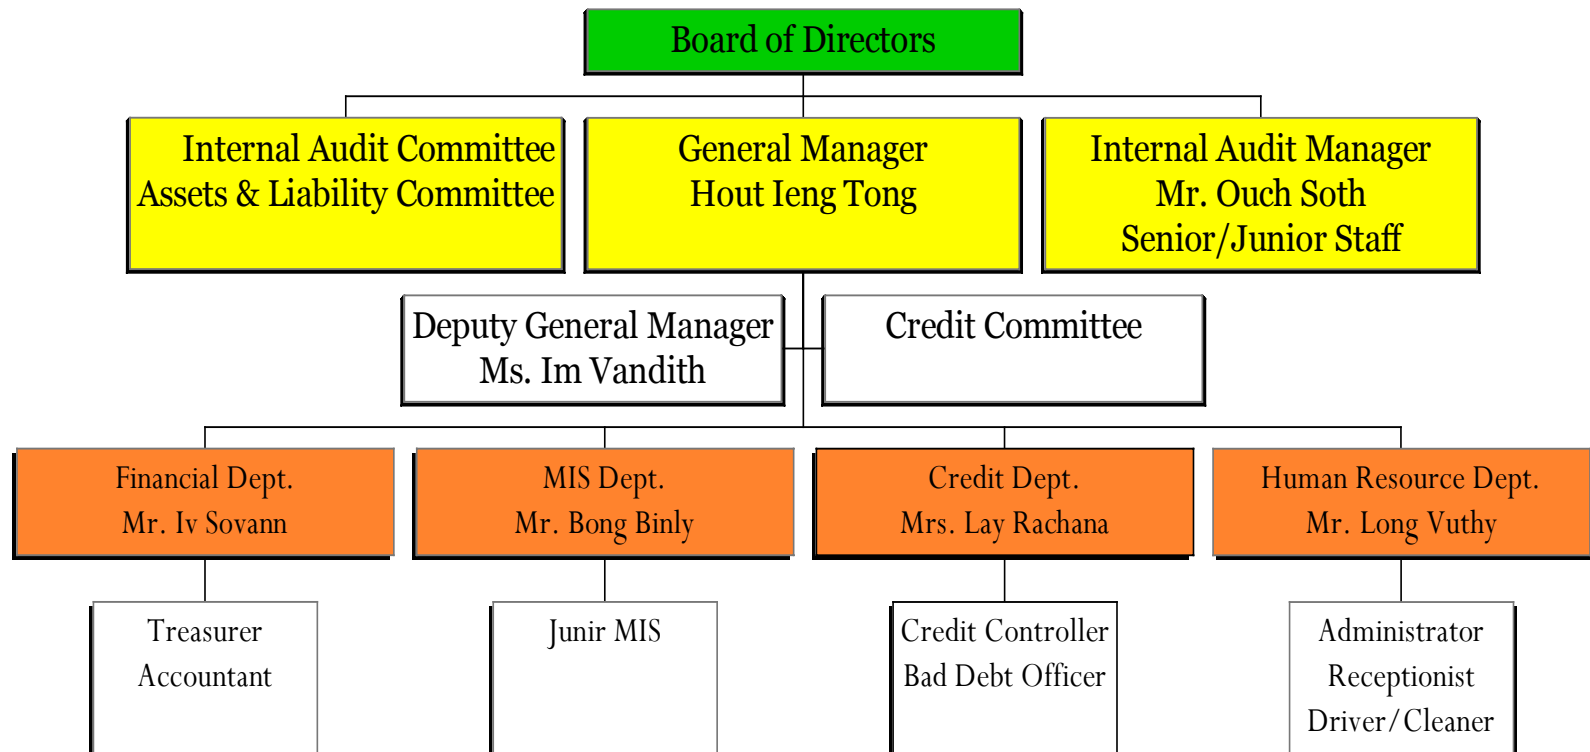 Board of Directors
Internal Audit Committee
Assets & Liability Committee
General Manager
Hout Ieng Tong
Internal Audit Manager
Mr. Ouch Soth
Senior/Junior Staff
Deputy General Manager
Ms. Im Vandith
Credit Committee
Financial Dept.
Mr. Iv Sovann
MIS Dept.
Mr. Bong Binly
Credit Dept.
Mrs. Lay Rachana
Human Resource Dept.
Mr. Long Vuthy
Treasurer
Accountant
Junir MIS
Credit Controller
Bad Debt Officer
Administrator
Receptionist
Driver/Cleaner